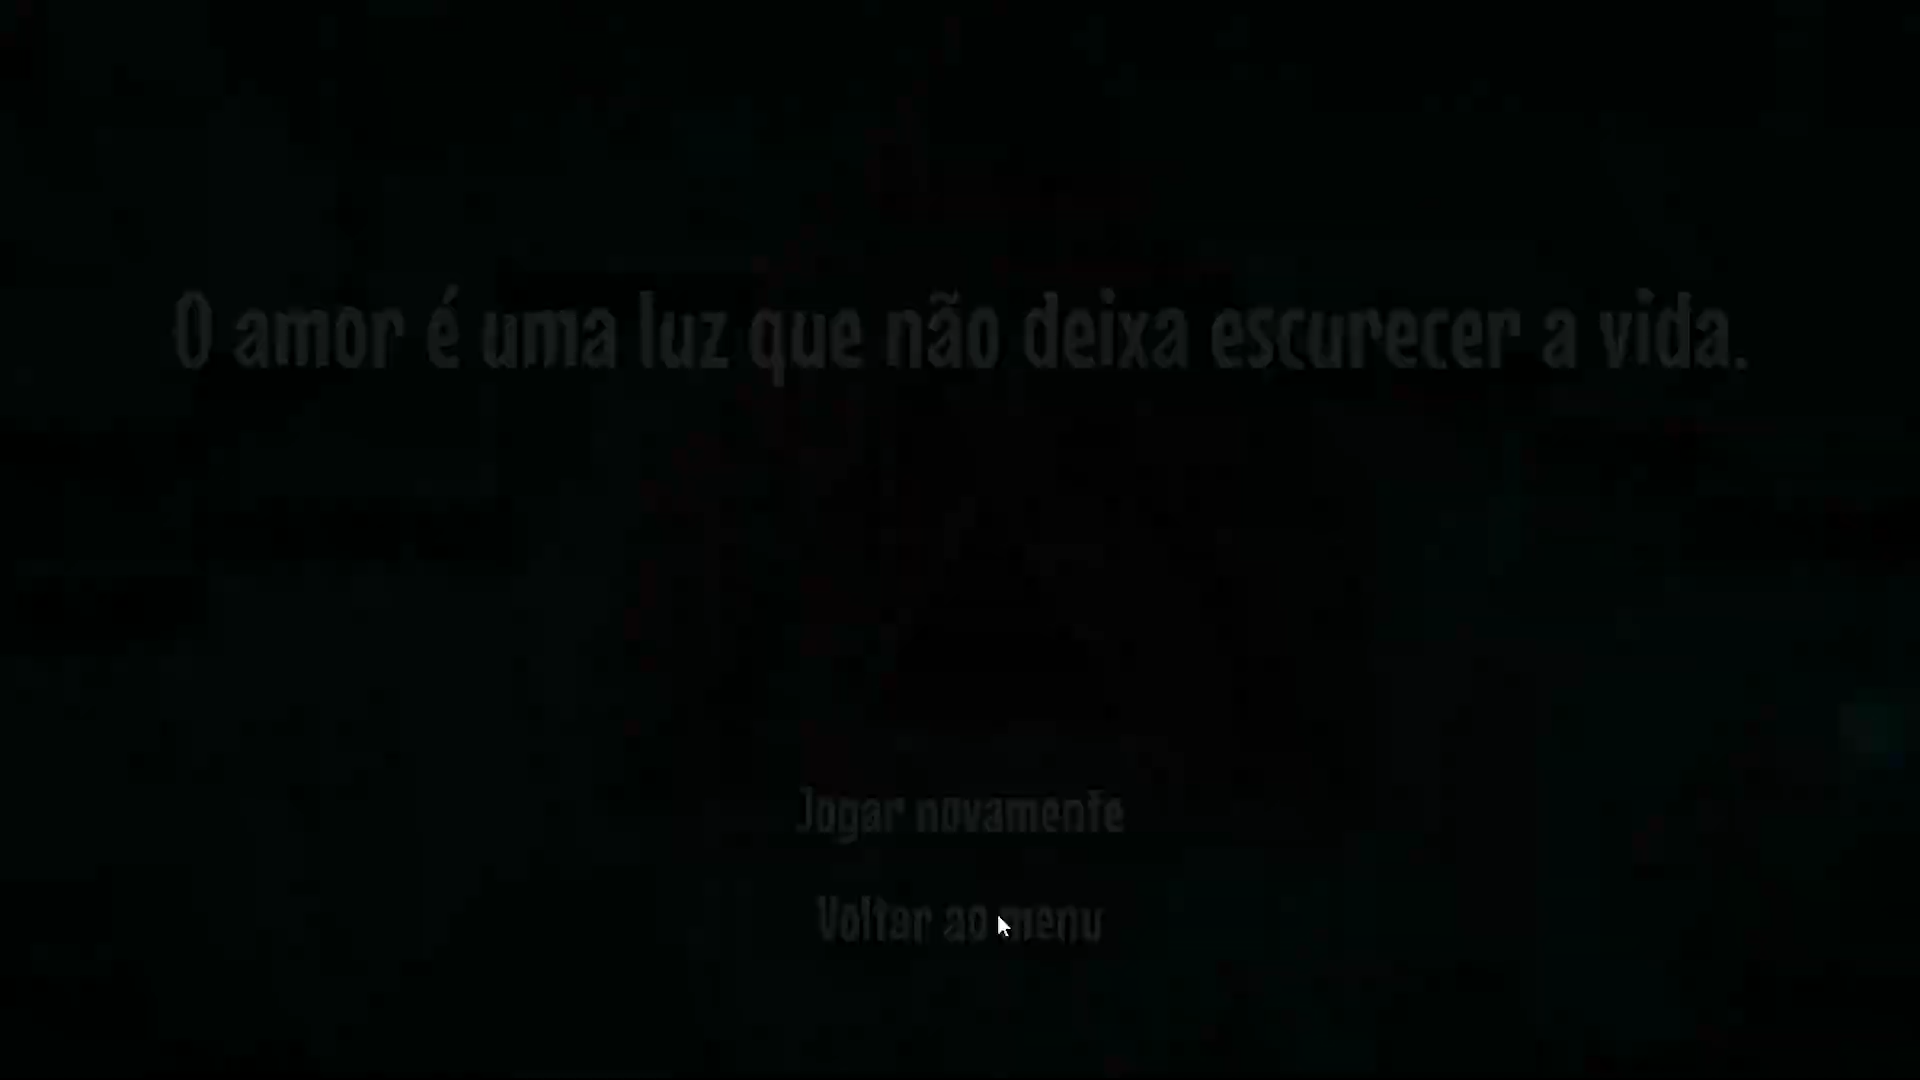 O amor é uma luz que não deixa escurecer a vida.
Jogar novamente
Voltar ao menu